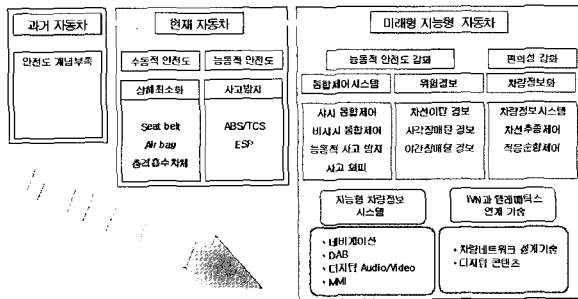 과거 자동차
안전도 개념부족
현재 자동차
수동적 안전도
능동적 안전도
상해최소화
사고방지
Seat belt
Air bag
충격흡수차체
ABS/TCS
ESP
미래형 지능형 자동차
능동적 안전도 강화
편의성 강화
통합제어시스템
위험경보
차량정보화
샤시 통합제어
비샤시 통합제어
능동적 사고 방지
사고 회피
차선이탈 경보
사각장애물 경보
야간장애물 경보
차량정보시스템
차선추종제어
적응순항제어
지능형 차량정보
시스템
· 네비게이션
· DAB
· 디지탈 Audio/Video
· MMI
IVN과 텔레매틱스
연계 기술
· 차량네트워크 설계기술
· 디지탈 콘텐츠